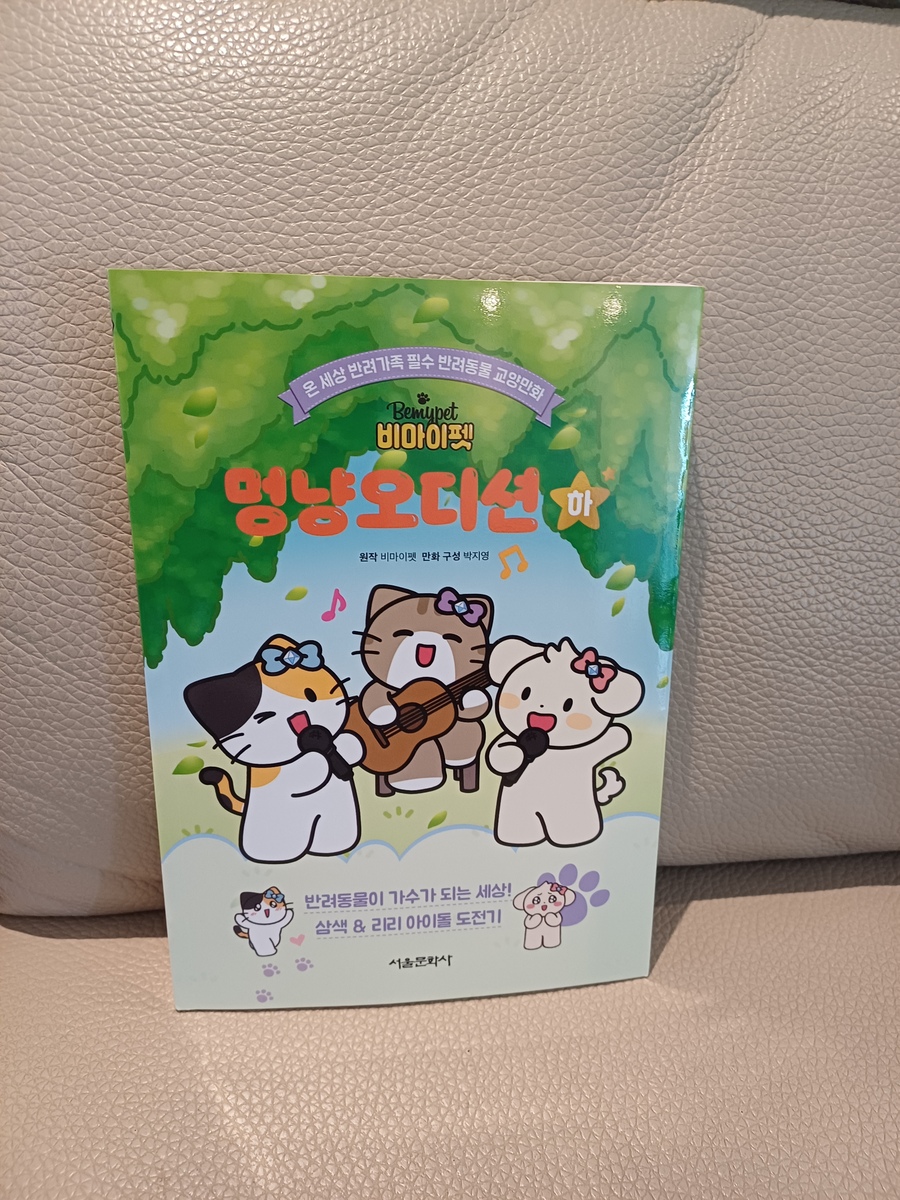 온 세상 반려가족 필수 반려동물 교양만화
Bemypet
비마이펫
멍냥오디션 하
원작 비마이펫 만화 구성 박지영
반려동물이 가수가 되는 세상!
삼색 & 리리 아이돌 도전기
서울문화사